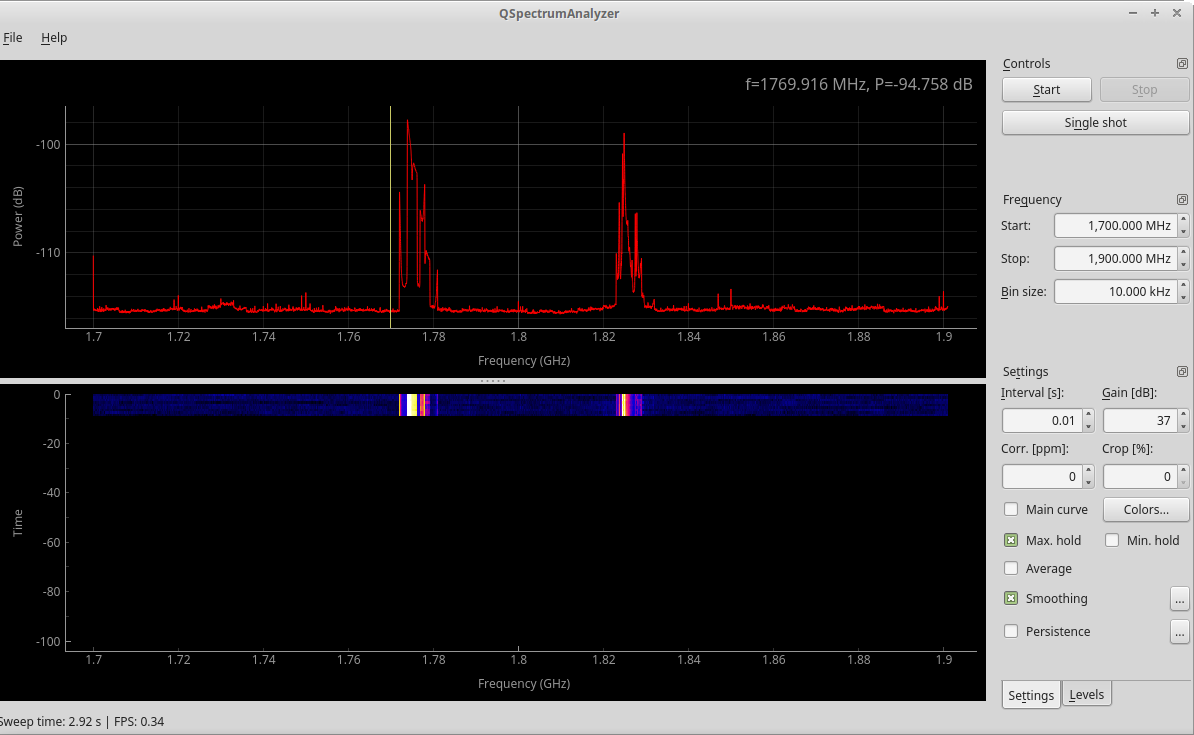 QSpectrumAnalyzer
File Help
f=1769.916 MHz, P=-94.758 dB
-100
-110
Power (dB)
1.7 1.72 1.74 1.76 1.78 1.8 1.82 1.84 1.86 1.88 1.9
Frequency (GHz)
0
-20
-40
-60
-80
-100
Time
1.7 1.72 1.74 1.76 1.78 1.8 1.82 1.84 1.86 1.88 1.9
Frequency (GHz)
Controls
Start Stop
Single shot
Frequency
Start: 1,700.000 MHz
Stop: 1,900.000 MHz
Bin size: 10.000 kHz
Settings
Interval [s]: Gain [dB]:
0.01 37
Corr. [ppm]: Crop [%]:
0 0
Main curve Colors...
Max. hold Min. hold
Average
Smoothing ...
Persistence ...
Settings Levels
Sweep time: 2.92 s | FPS: 0.34